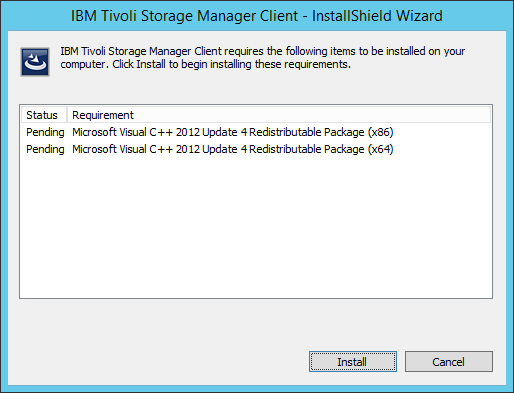 IBM Tivoli Storage Manager Client - InstallShield Wizard
IBM Tivoli Storage Manager Client requires the following items to be installed on your
computer. Click Install to begin installing these requirements.
Status Requirement
Pending Microsoft Visual C++ 2012 Update 4 Redistributable Package (x86)
Pending Microsoft Visual C++ 2012 Update 4 Redistributable Package (x64)
Install Cancel